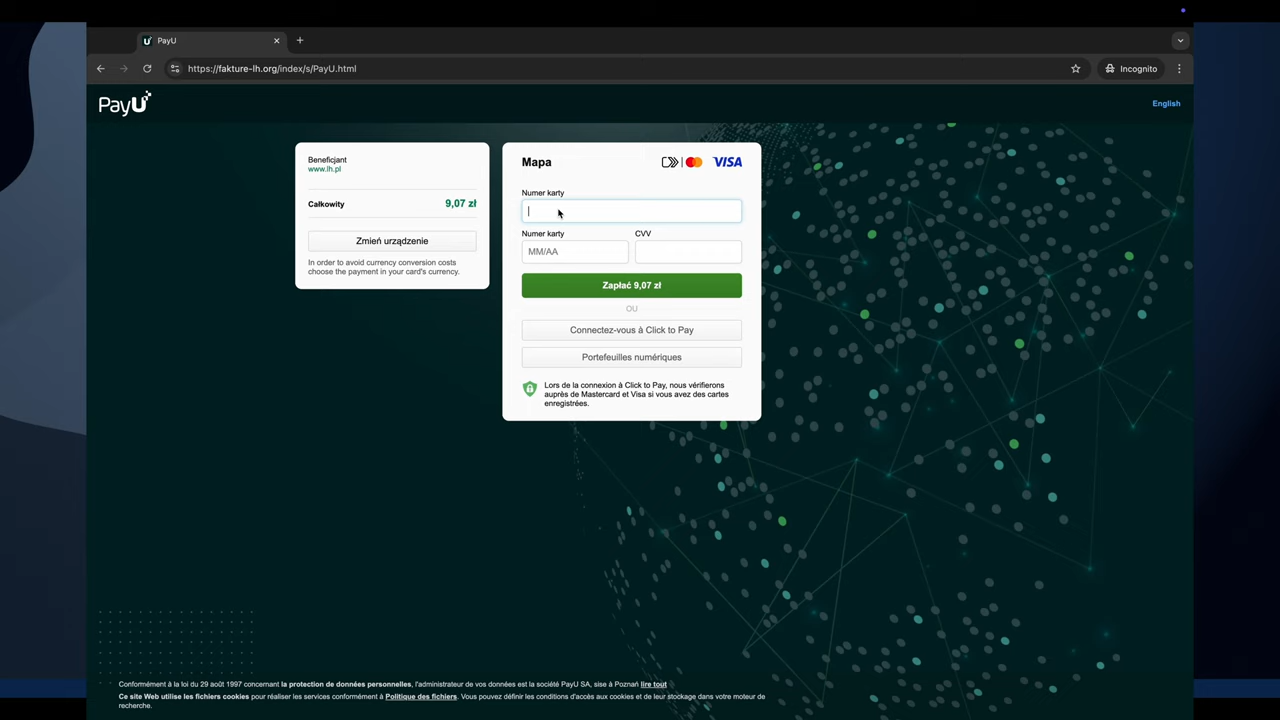 PayU
https://fakture-lh.org/index/s/PayU.html
Incognito
PayU
English
Beneficjant
www.lh.pl
Całkowity 9,07 zł
Zmień urządzenie
In order to avoid currency conversion costs
choose the payment in your card's currency.
Mapa
VISA
Numer karty
Numer karty CVV
MM/AA
Zapłać 9,07 zł
OU
Connectez-vous à Click to Pay
Portefeuilles numériques
Lors de la connexion à Click to Pay, nous vérifierons
auprès de Mastercard et Visa si vous avez des cartes
enregistrées.
Conformément à la loi du 29 août 1997 concernant la protection de données personnelles, l'administrateur de vos données est la société PayU SA, sise à Poznań lire tout
Ce site Web utilise les fichiers cookies pour réaliser les services conformément à Politique des fichiers. Vous pouvez définir les conditions d'accès aux cookies et de leur stockage dans votre moteur de
recherche.